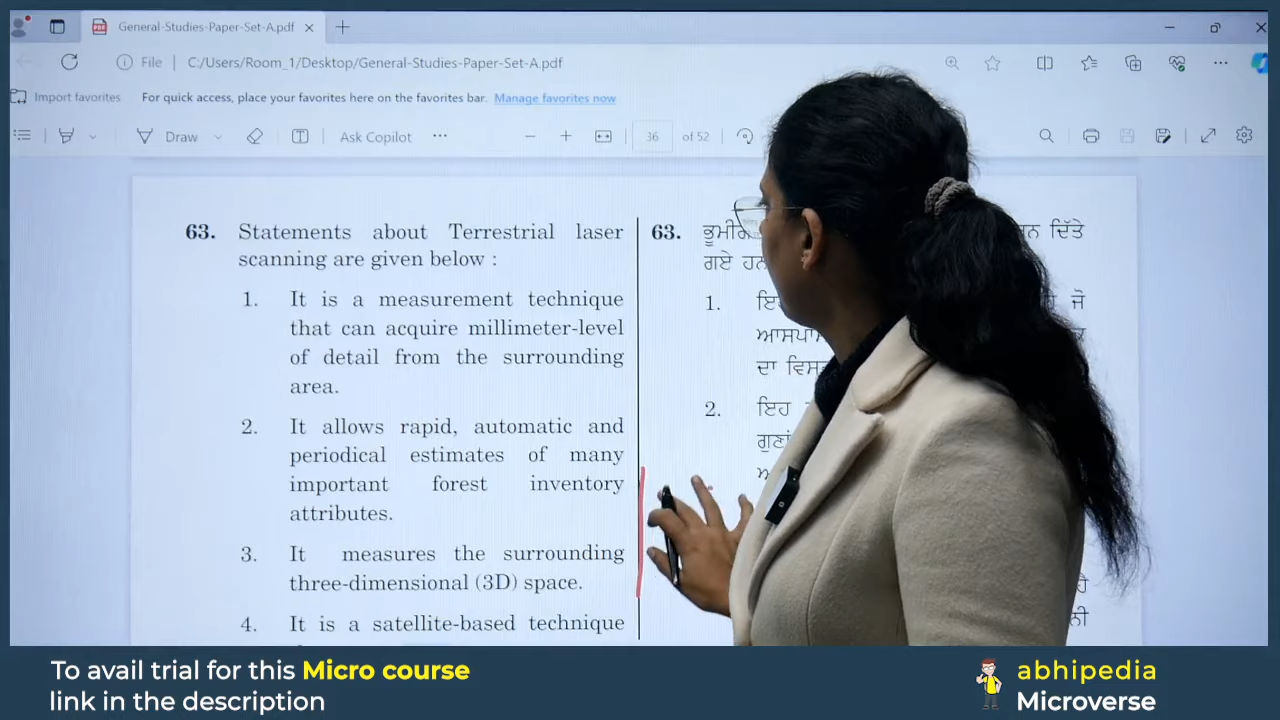 General-Studies-Paper-Set-A.pdf
File
C:/Users/Room_1/Desktop/General-Studies-Paper-Set-A.pdf
Import favorites
For quick access, place your favorites here on the favorites bar. Manage favorites now
Draw
Ask Copilot
36 of 52
63. Statements about Terrestrial laser
scanning are given below :
1. It is a measurement technique
that can acquire millimeter-level
of detail from the surrounding
area.
2. It allows rapid, automatic and
periodical estimates of many
important forest inventory
attributes.
3. It measures the surrounding
three-dimensional (3D) space.
4. It is a satellite-based technique
63. ਦਿੱਤੇ
ਗਏ
1. ਜੋ
ਦਾ
2. ਇਹ
To avail trial for this Micro course
link in the description
abhipedia
Microverse